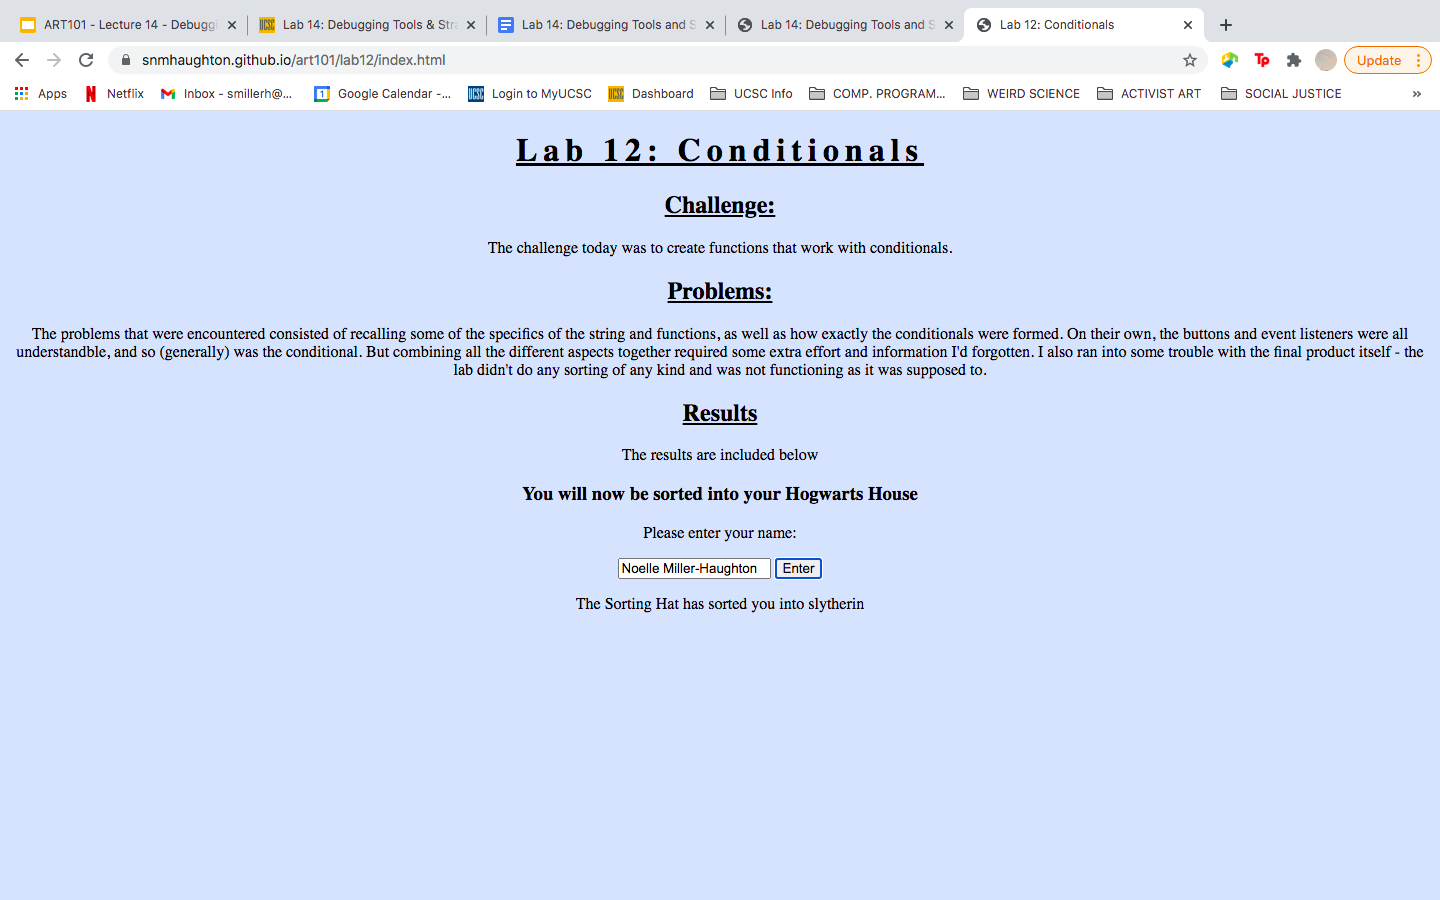 ART101 - Lecture 14 - Debuggi
Lab 14: Debugging Tools & Stra
Lab 14: Debugging Tools and S
Lab 14: Debugging Tools and S
Lab 12: Conditionals
snmhaughton.github.io/art101/lab12/index.html
Tp
Update
Apps
Netflix
Inbox - smillerh@...
1
Google Calendar -...
UCSC
Login to MyUCSC
UCSC
Dashboard
UCSC Info
COMP. PROGRAM...
WEIRD SCIENCE
ACTIVIST ART
SOCIAL JUSTICE
»
Lab 12: Conditionals
Challenge:
The challenge today was to create functions that work with conditionals.
Problems:
The problems that were encountered consisted of recalling some of the specifics of the string and functions, as well as how exactly the conditionals were formed. On their own, the buttons and event listeners were all
understandble, and so (generally) was the conditional. But combining all the different aspects together required some extra effort and information I'd forgotten. I also ran into some trouble with the final product itself - the
lab didn't do any sorting of any kind and was not functioning as it was supposed to.
Results
The results are included below
You will now be sorted into your Hogwarts House
Please enter your name:
Noelle Miller-Haughton Enter
The Sorting Hat has sorted you into slytherin